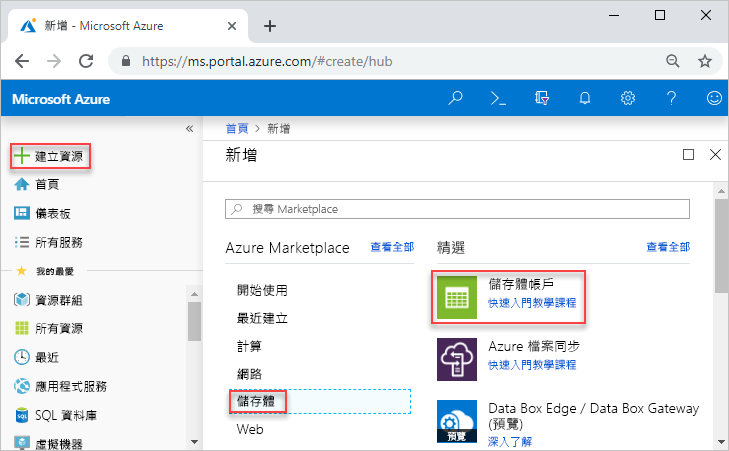 新增 - Microsoft Azure
https://ms.portal.azure.com/#create/hub
Microsoft Azure
建立資源
首頁
儀表板
所有服務
我的最愛
資源群組
所有資源
最近
應用程式服務
SQL 資料庫
虛擬機器
首頁 > 新增
新增
搜尋 Marketplace
Azure Marketplace 查看全部
開始使用
最近建立
計算
網路
儲存體
Web
精選 查看全部
儲存體帳戶
快速入門教學課程
Azure 檔案同步
快速入門教學課程
Data Box Edge / Data Box Gateway
(預覽)
深入了解
預覽